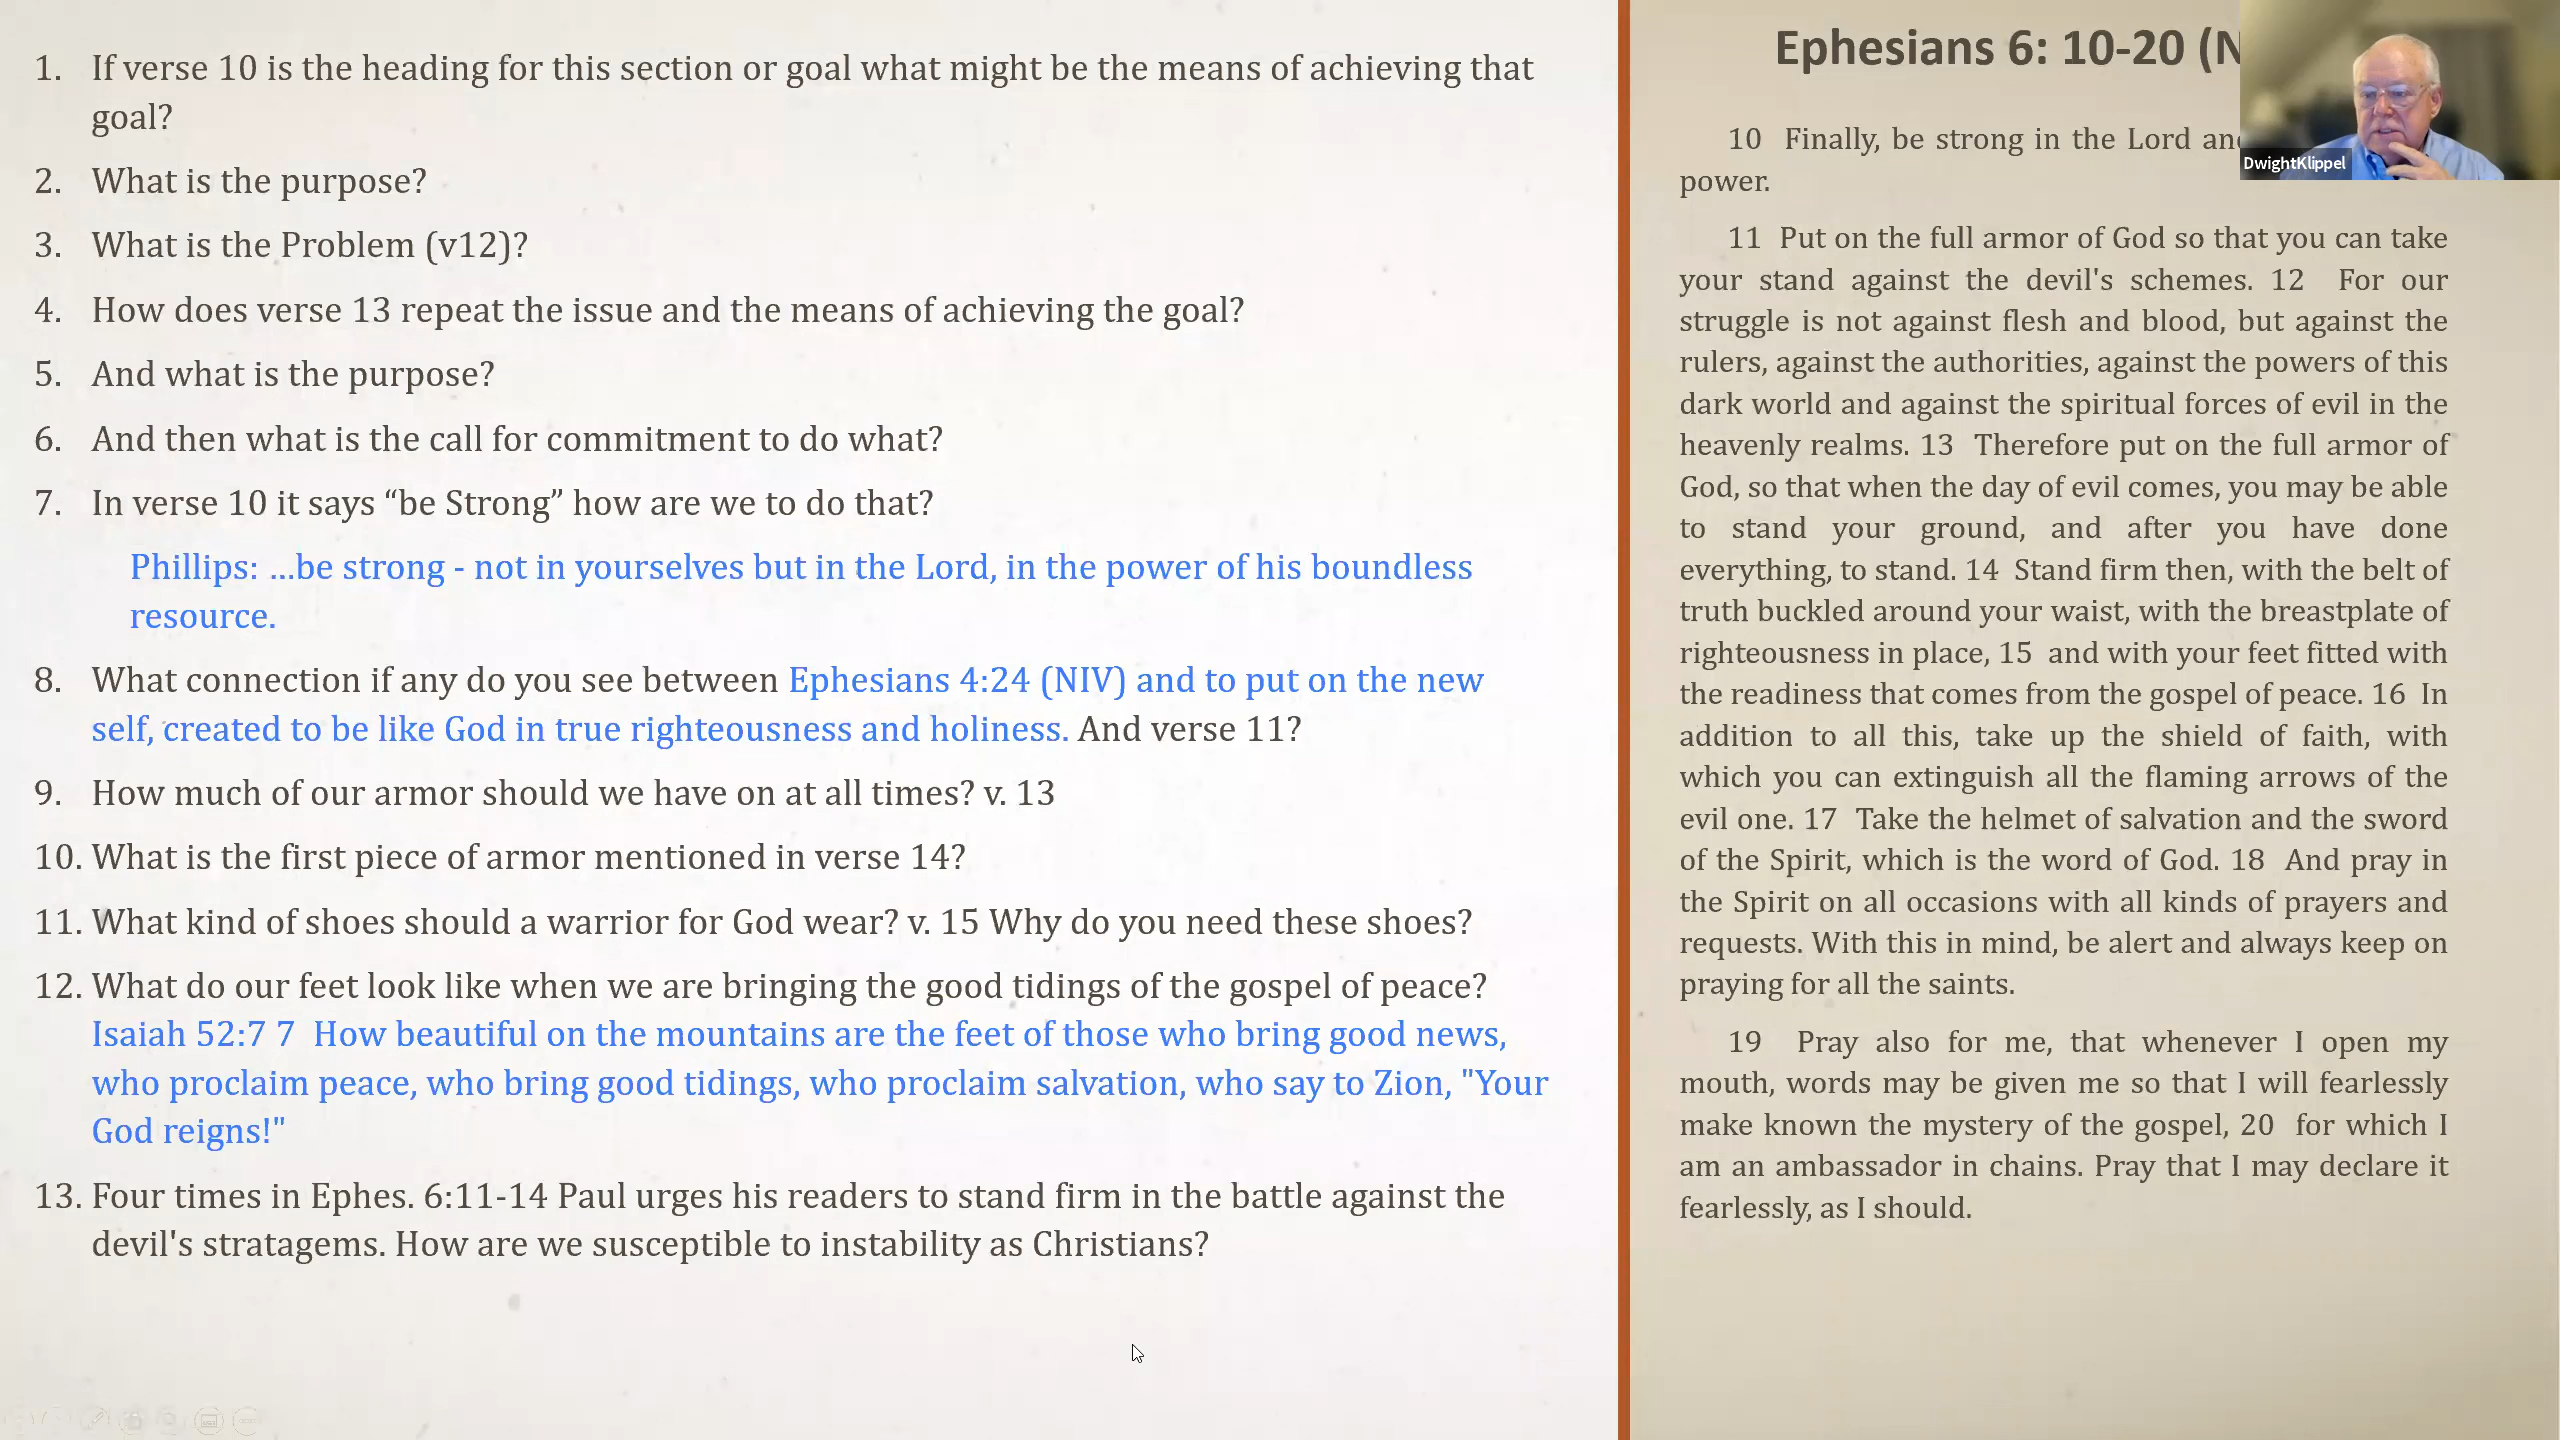 1. If verse 10 is the heading for this section or goal what might be the means of achieving that
goal?
2. What is the purpose?
3. What is the Problem (v12)?
4. How does verse 13 repeat the issue and the means of achieving the goal?
5. And what is the purpose?
6. And then what is the call for commitment to do what?
7. In verse 10 it says “be Strong” how are we to do that?
Phillips: …be strong - not in yourselves but in the Lord, in the power of his boundless
resource.
8. What connection if any do you see between Ephesians 4:24 (NIV) and to put on the new
self, created to be like God in true righteousness and holiness. And verse 11?
9. How much of our armor should we have on at all times? v. 13
10. What is the first piece of armor mentioned in verse 14?
11. What kind of shoes should a warrior for God wear? v. 15 Why do you need these shoes?
12. What do our feet look like when we are bringing the good tidings of the gospel of peace?
Isaiah 52:7 7 How beautiful on the mountains are the feet of those who bring good news,
who proclaim peace, who bring good tidings, who proclaim salvation, who say to Zion, "Your
God reigns!"
13. Four times in Ephes. 6:11-14 Paul urges his readers to stand firm in the battle against the
devil's stratagems. How are we susceptible to instability as Christians?
Ephesians 6: 10-20 (N
10 Finally, be strong in the Lord and
power.
11 Put on the full armor of God so that you can take
your stand against the devil's schemes. 12 For our
struggle is not against flesh and blood, but against the
rulers, against the authorities, against the powers of this
dark world and against the spiritual forces of evil in the
heavenly realms. 13 Therefore put on the full armor of
God, so that when the day of evil comes, you may be able
to stand your ground, and after you have done
everything, to stand. 14 Stand firm then, with the belt of
truth buckled around your waist, with the breastplate of
righteousness in place, 15 and with your feet fitted with
the readiness that comes from the gospel of peace. 16 In
addition to all this, take up the shield of faith, with
which you can extinguish all the flaming arrows of the
evil one. 17 Take the helmet of salvation and the sword
of the Spirit, which is the word of God. 18 And pray in
the Spirit on all occasions with all kinds of prayers and
requests. With this in mind, be alert and always keep on
praying for all the saints.
19 Pray also for me, that whenever I open my
mouth, words may be given me so that I will fearlessly
make known the mystery of the gospel, 20 for which I
am an ambassador in chains. Pray that I may declare it
fearlessly, as I should.
DwightKlippel